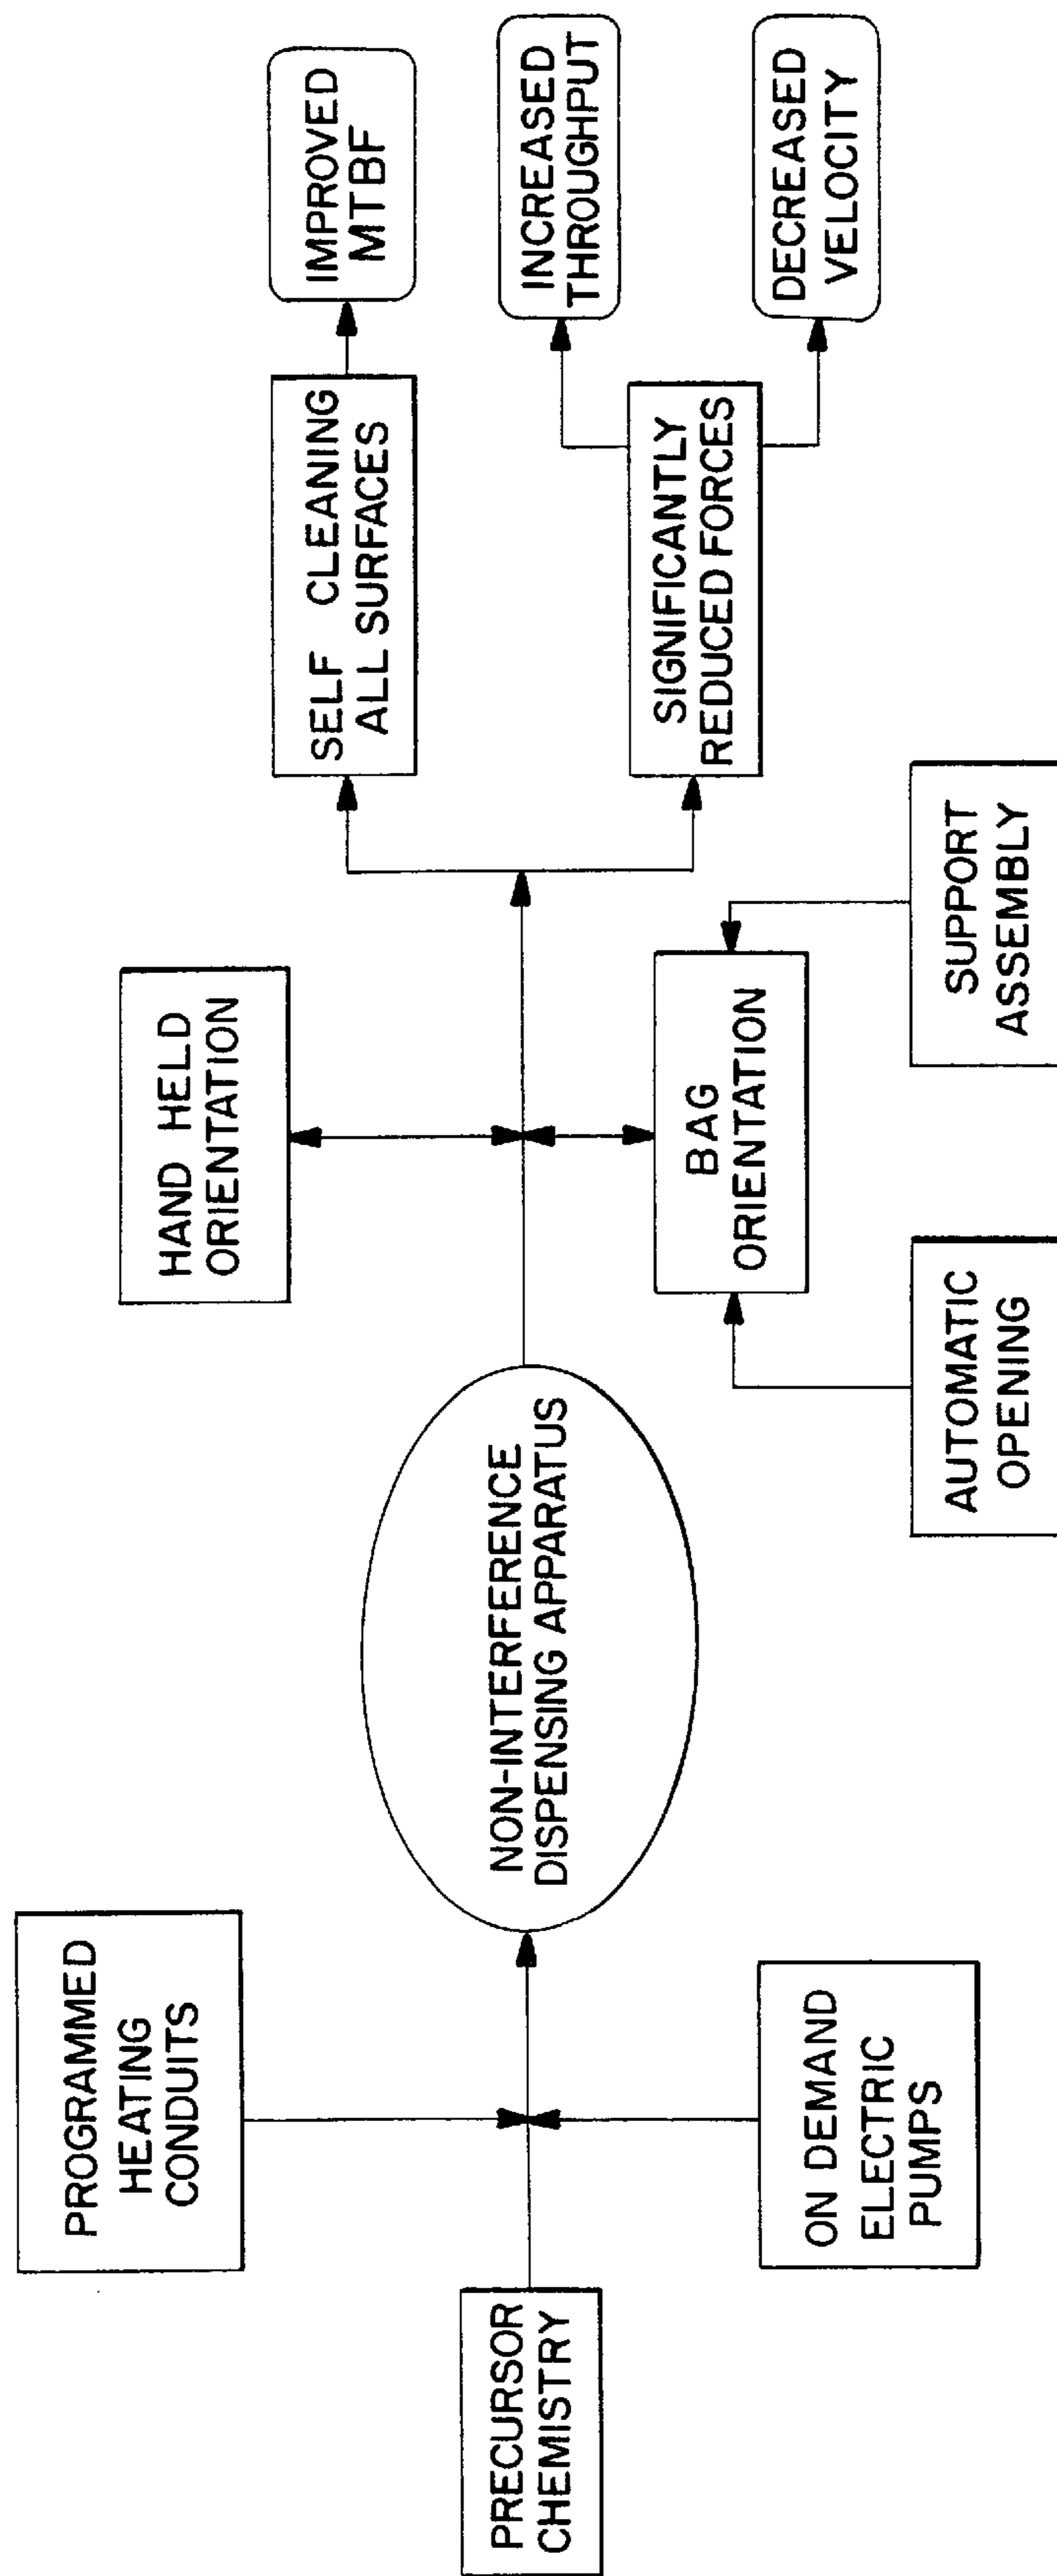 PROGRAMMED
HEATING
CONDUITS
PRECURSOR
CHEMISTRY
ON DEMAND
ELECTRIC
PUMPS
NON-INTERFERENCE
DISPENSING APPARATUS
HAND HELD
ORIENTATION
BAG
ORIENTATION
AUTOMATIC
OPENING
SUPPORT
ASSEMBLY
SELF CLEANING
ALL SURFACES
SIGNIFICANTLY
REDUCED FORCES
IMPROVED
MTBF
INCREASED
THROUGHPUT
DECREASED
VELOCITY